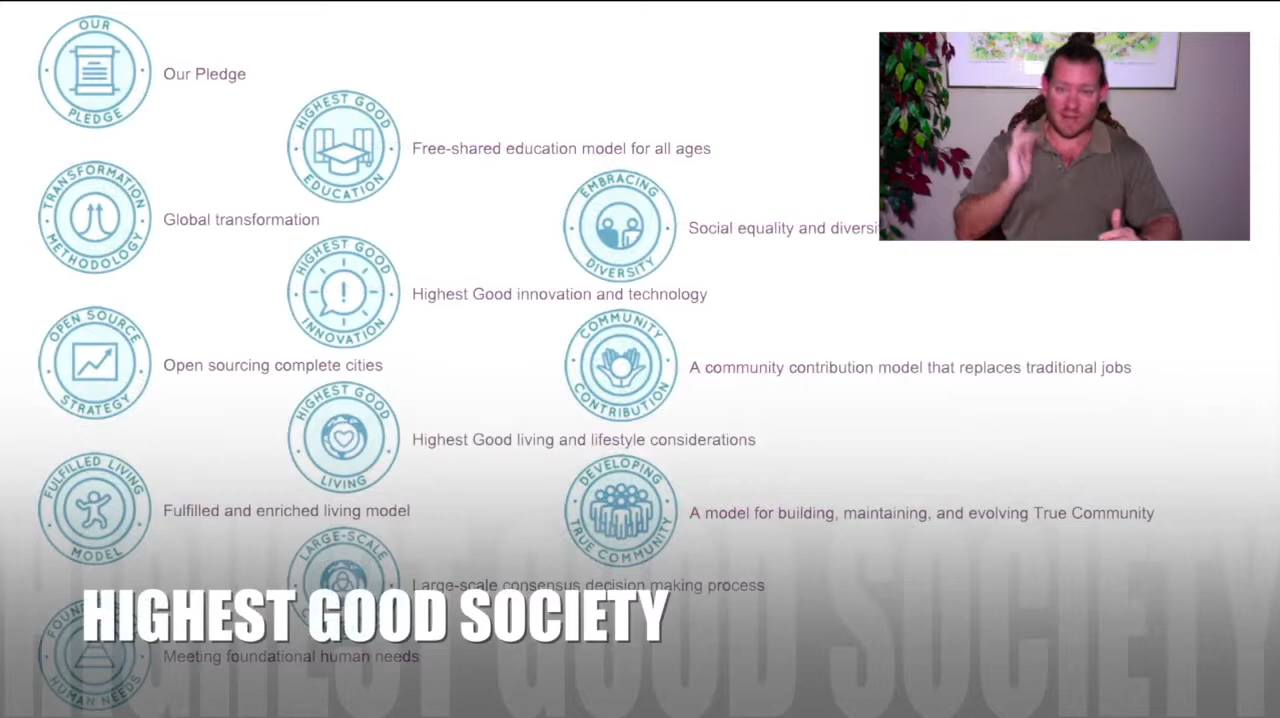 OUR PLEDGE
Our Pledge
HIGHEST GOOD EDUCATION
Free-shared education model for all ages
TRANSFORMATION METHODOLOGY
Global transformation
EMBRACING DIVERSITY
Social equality and diversi
HIGHEST GOOD INNOVATION
Highest Good innovation and technology
OPEN SOURCE STRATEGY
Open sourcing complete cities
COMMUNITY CONTRIBUTION
A community contribution model that replaces traditional jobs
HIGHEST GOOD LIVING
Highest Good living and lifestyle considerations
FULFILLED LIVING MODEL
Fulfilled and enriched living model
DEVELOPING TRUE COMMUNITY
A model for building, maintaining, and evolving True Community
LARGE-SCALE
Large-scale consensus decision making process
HIGHEST GOOD SOCIETY
HUMAN NEEDS
Meeting foundational human needs
HIGHEST GOOD SOCIETY